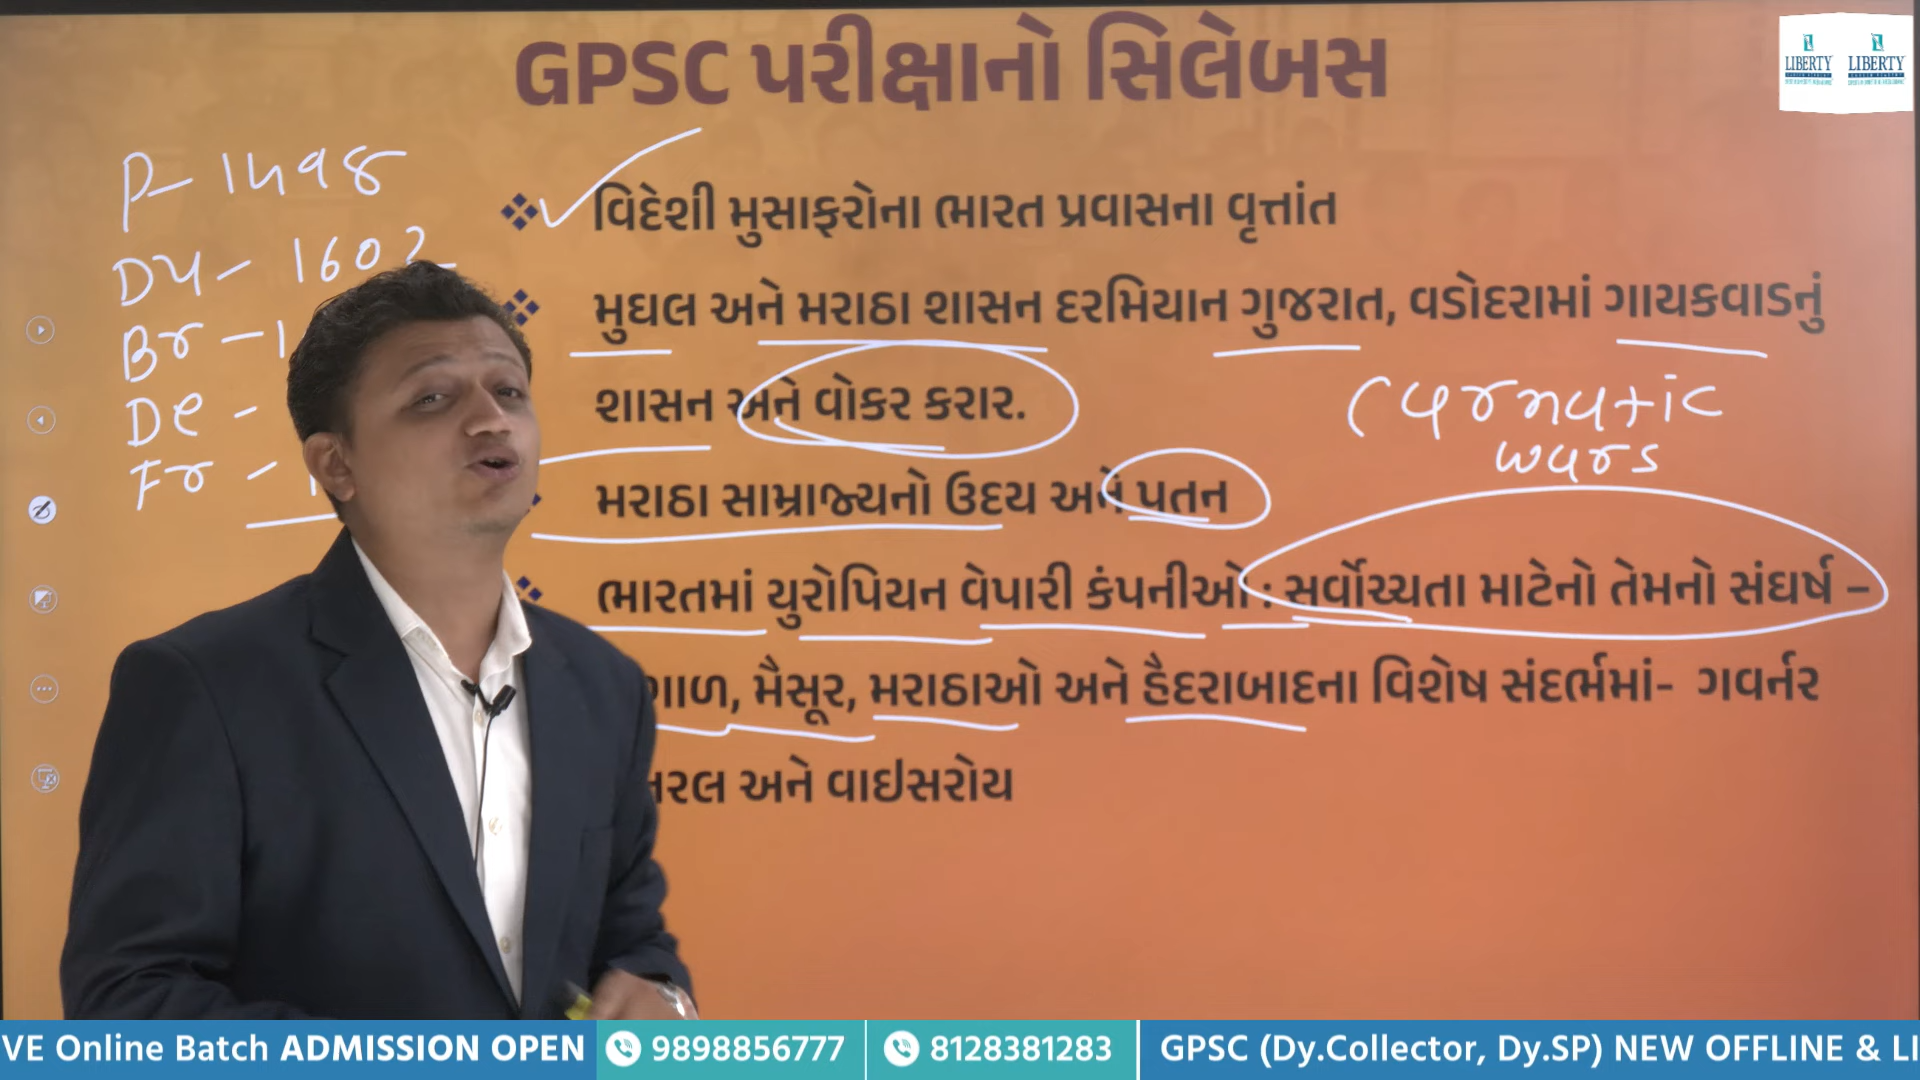 GPSC પરીક્ષાનો સિલેબસ
LIBERTY LIBERTY
P - 1498
Du - 1602
Br - 1
De -
Fr - 1
વિદેશી મુસાફરોના ભારત પ્રવાસના વૃત્તાંત
મુઘલ અને મરાઠા શાસન દરમિયાન ગુજરાત, વડોદરામાં ગાયકવાડનું
શાસન અને વોકર કરાર.
Carnatic
wars
મરાઠા સામ્રાજ્યનો ઉદય અને પતન
ભારતમાં યુરોપિયન વેપારી કંપનીઓ : સર્વોચ્ચતા માટેનો તેમનો સંઘર્ષ –
ગાળ, મૈસૂર, મરાઠાઓ અને હૈદરાબાદના વિશેષ સંદર્ભમાં- ગવર્નર
નરલ અને વાઇસરોય
VE Online Batch ADMISSION OPEN 9898856777 8128381283 GPSC (Dy.Collector, Dy.SP) NEW OFFLINE & LI